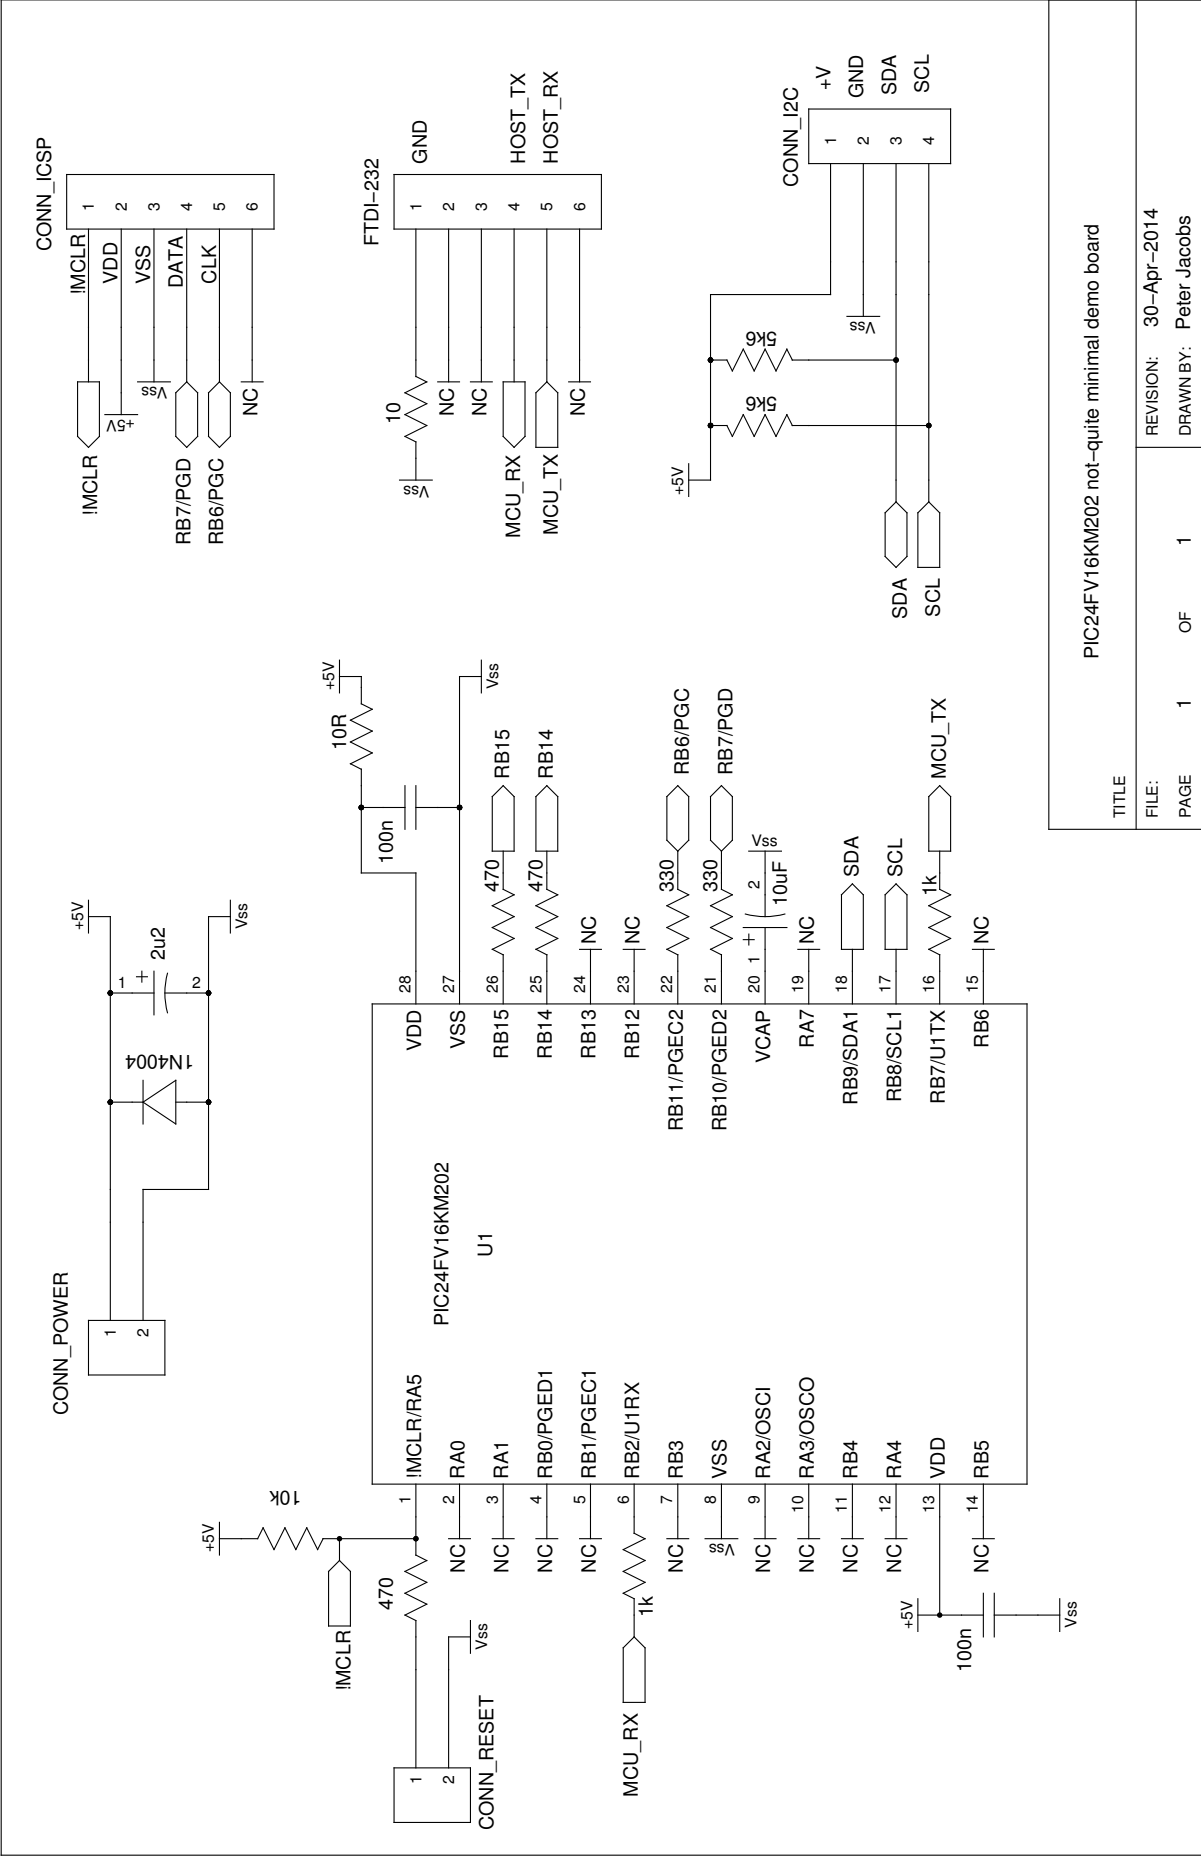 CONN_POWER
1
2
1N4004
1
+
2u2
2
+5V
Vss
CONN_ICSP
!MCLR
1
VDD
2
VSS
3
DATA
4
CLK
5
6
!MCLR
+5V
Vss
RB7/PGD
RB6/PGC
NC
FTDI-232
1
GND
2
3
4
HOST_TX
5
HOST_RX
6
10
Vss
NC
NC
MCU_RX
MCU_TX
NC
CONN_I2C
1
+V
2
GND
3
SDA
4
SCL
+5V
5k6
5k6
Vss
SDA
SCL
CONN_RESET
1
2
Vss
470
!MCLR
+5V
10k
PIC24FV16KM202
U1
1
!MCLR/RA5
NC
2
RA0
NC
3
RA1
NC
4
RB0/PGED1
NC
5
RB1/PGEC1
MCU_RX
1k
6
RB2/U1RX
NC
7
RB3
Vss
8
VSS
NC
9
RA2/OSCI
NC
10
RA3/OSCO
NC
11
RB4
NC
12
RA4
13
VDD
NC
14
RB5
+5V
100n
Vss
VDD
28
10R
+5V
100n
VSS
27
Vss
RB15
26
470
RB15
RB14
25
470
RB14
RB13
24
NC
RB12
23
NC
RB11/PGEC2
22
330
RB6/PGC
RB10/PGED2
21
330
RB7/PGD
VCAP
20
1
+
2
10uF
Vss
RA7
19
NC
RB9/SDA1
18
SDA
RB8/SCL1
17
SCL
RB7/U1TX
16
1k
MCU_TX
RB6
15
NC
TITLE
PIC24FV16KM202 not-quite minimal demo board
FILE:
REVISION: 30-Apr-2014
PAGE 1 OF 1
DRAWN BY: Peter Jacobs